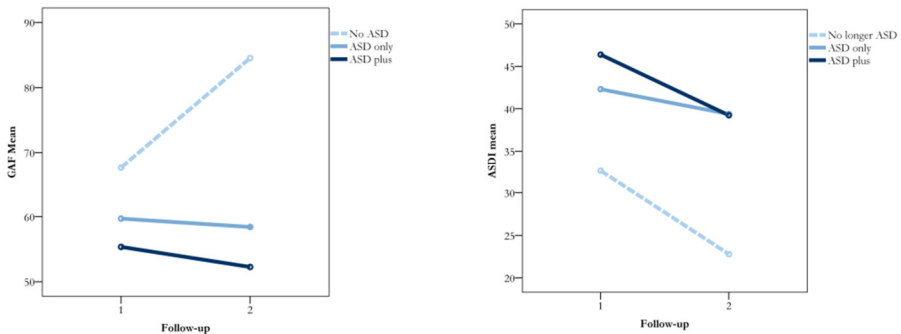 90
80
70
60
50
GAF Mean
1
2
Follow-up
No ASD
ASD only
ASD plus
50
45
40
35
30
25
20
ASDI mean
1
2
Follow-up
No longer ASD
ASD only
ASD plus